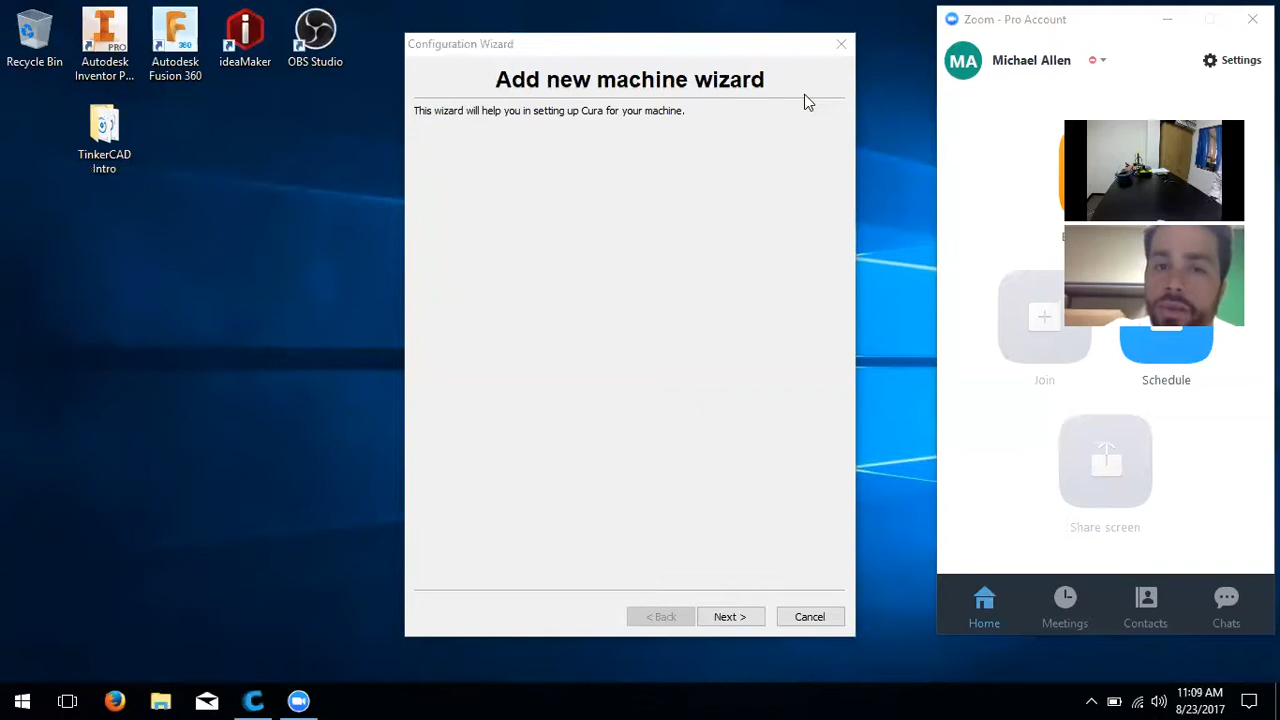 Recycle Bin
Autodesk
Inventor P...
PRO
Autodesk
Fusion 360
360
ideaMaker
OBS Studio
TinkerCAD
Intro
Configuration Wizard
Add new machine wizard
This wizard will help you in setting up Cura for your machine.
< Back
Next >
Cancel
Zoom - Pro Account
MA
Michael Allen
Settings
Join
Schedule
Share screen
Home
Meetings
Contacts
Chats
11:09 AM
8/23/2017